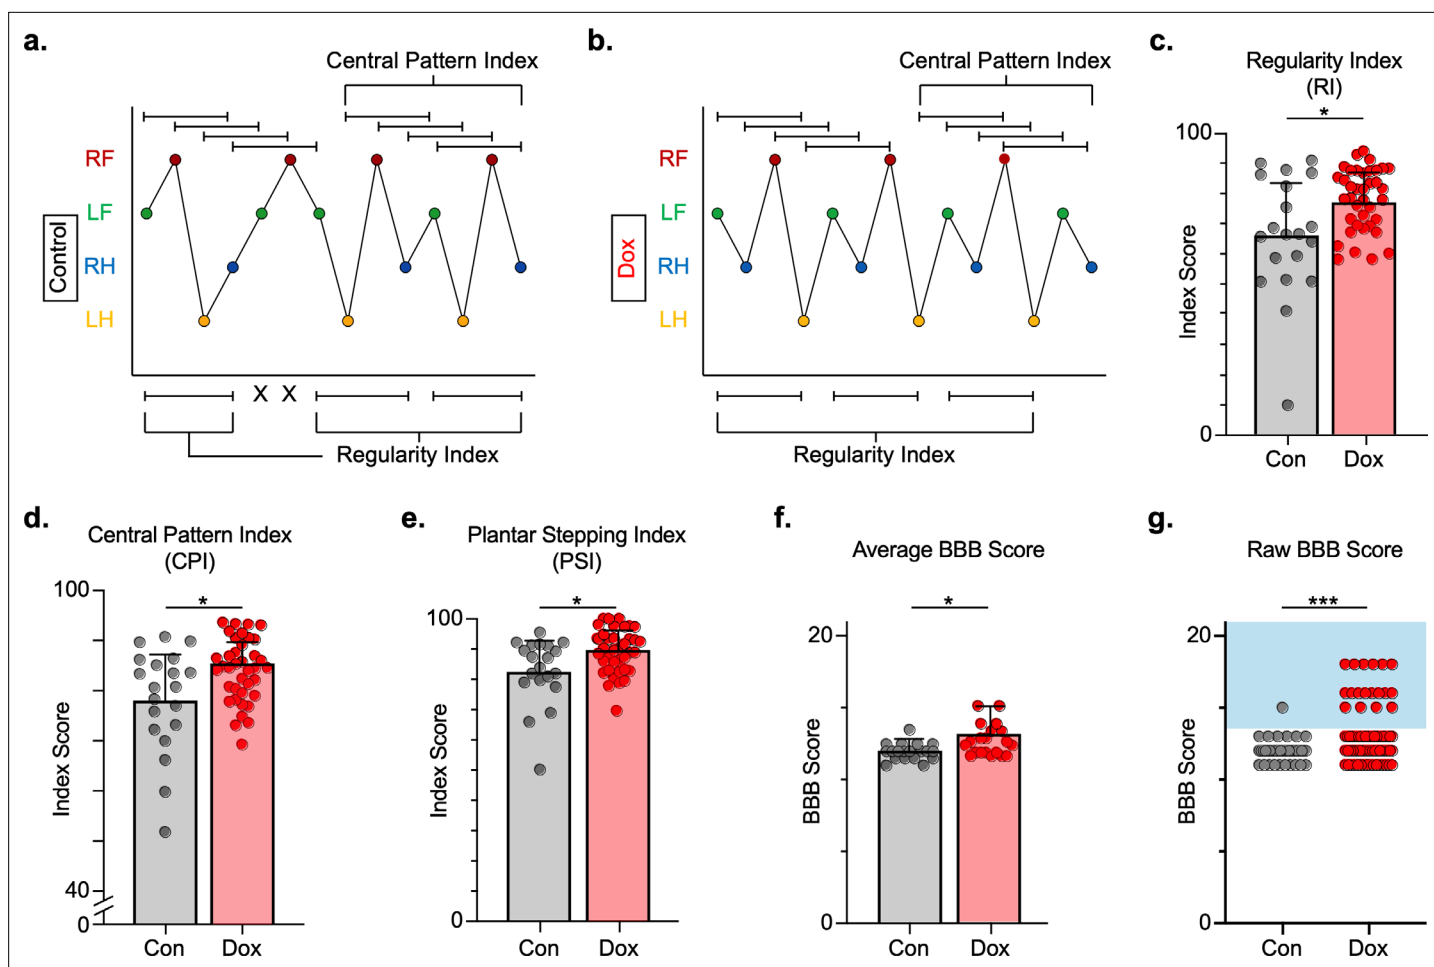 a.
Central Pattern Index
Control
RF
LF
RH
LH
X X
Regularity Index
b.
Central Pattern Index
Dox
RF
LF
RH
LH
Regularity Index
c.
Regularity Index
(RI)
*
100
Index Score
0
Con Dox
d.
Central Pattern Index
(CPI)
*
100
Index Score
40
0
Con Dox
e.
Plantar Stepping Index
(PSI)
*
100
Index Score
0
Con Dox
f.
Average BBB Score
*
20
BBB Score
0
Con Dox
g.
Raw BBB Score
***
20
BBB Score
0
Con Dox